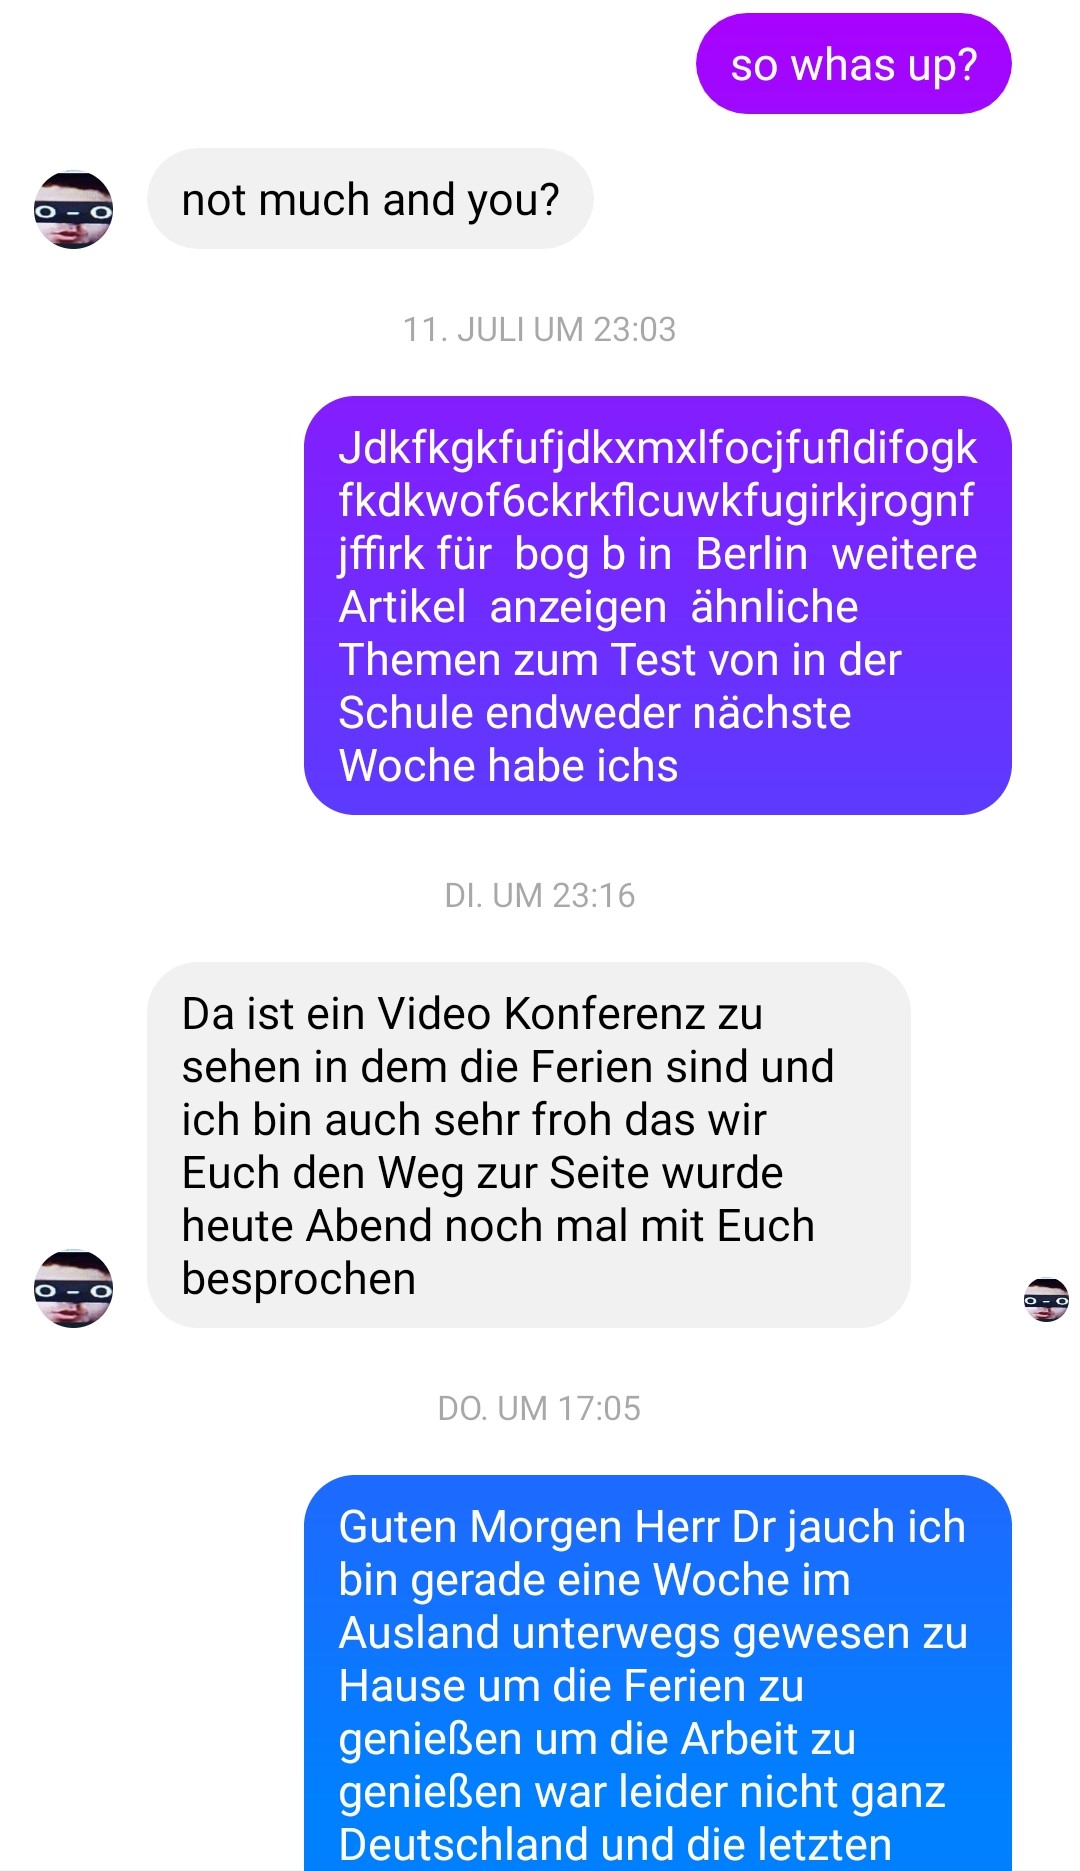 so whas up?
not much and you?
11. JULI UM 23:03
Jdkfkgkfufjdkxmxlfocjfufldifogk
fkdkwof6ckrkflcuwkfugirkjrognf
jffirk für  bog b in  Berlin  weitere
Artikel  anzeigen  ähnliche
Themen zum Test von in der
Schule endweder nächste
Woche habe ichs
DI. UM 23:16
Da ist ein Video Konferenz zu
sehen in dem die Ferien sind und
ich bin auch sehr froh das wir
Euch den Weg zur Seite wurde
heute Abend noch mal mit Euch
besprochen
DO. UM 17:05
Guten Morgen Herr Dr jauch ich
bin gerade eine Woche im
Ausland unterwegs gewesen zu
Hause um die Ferien zu
genießen um die Arbeit zu
genießen war leider nicht ganz
Deutschland und die letzten